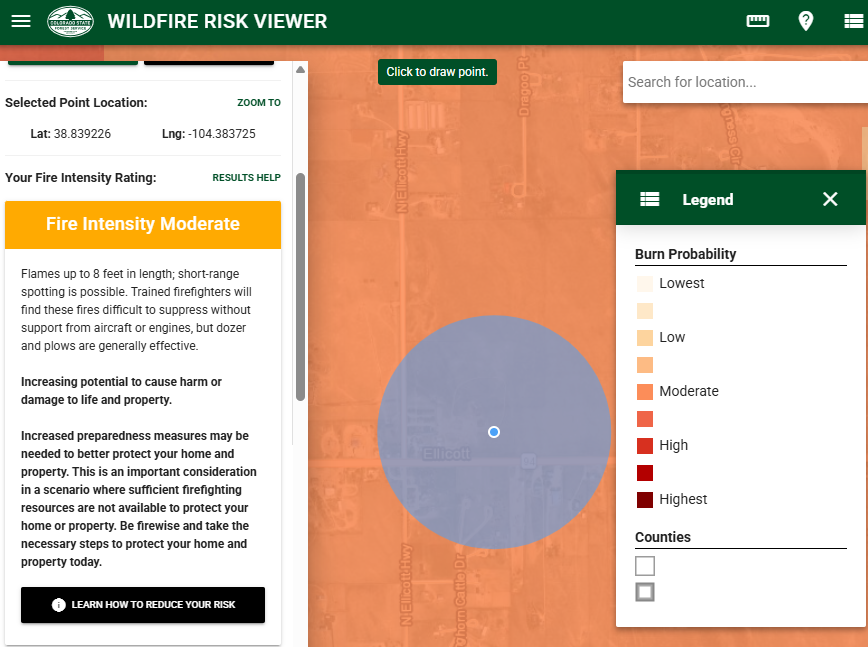 COLORADO STATE
FOREST SERVICE
WILDFIRE RISK VIEWER
Click to draw point.
Search for location...
Selected Point Location:
ZOOM TO
Lat: 38.839226
Lng: -104.383725
Your Fire Intensity Rating:
RESULTS HELP
Fire Intensity Moderate
Flames up to 8 feet in length; short-range
spotting is possible. Trained firefighters will
find these fires difficult to suppress without
support from aircraft or engines, but dozer
and plows are generally effective.
Increasing potential to cause harm or
damage to life and property.
Increased preparedness measures may be
needed to better protect your home and
property. This is an important consideration
in a scenario where sufficient firefighting
resources are not available to protect your
home or property. Be firewise and take the
necessary steps to protect your home and
property today.
LEARN HOW TO REDUCE YOUR RISK
Dragoo Pl
N Ellicott Hwy
Ellicott
N Ellicott Hwy
Legend
Burn Probability
Lowest
Low
Moderate
High
Highest
Counties